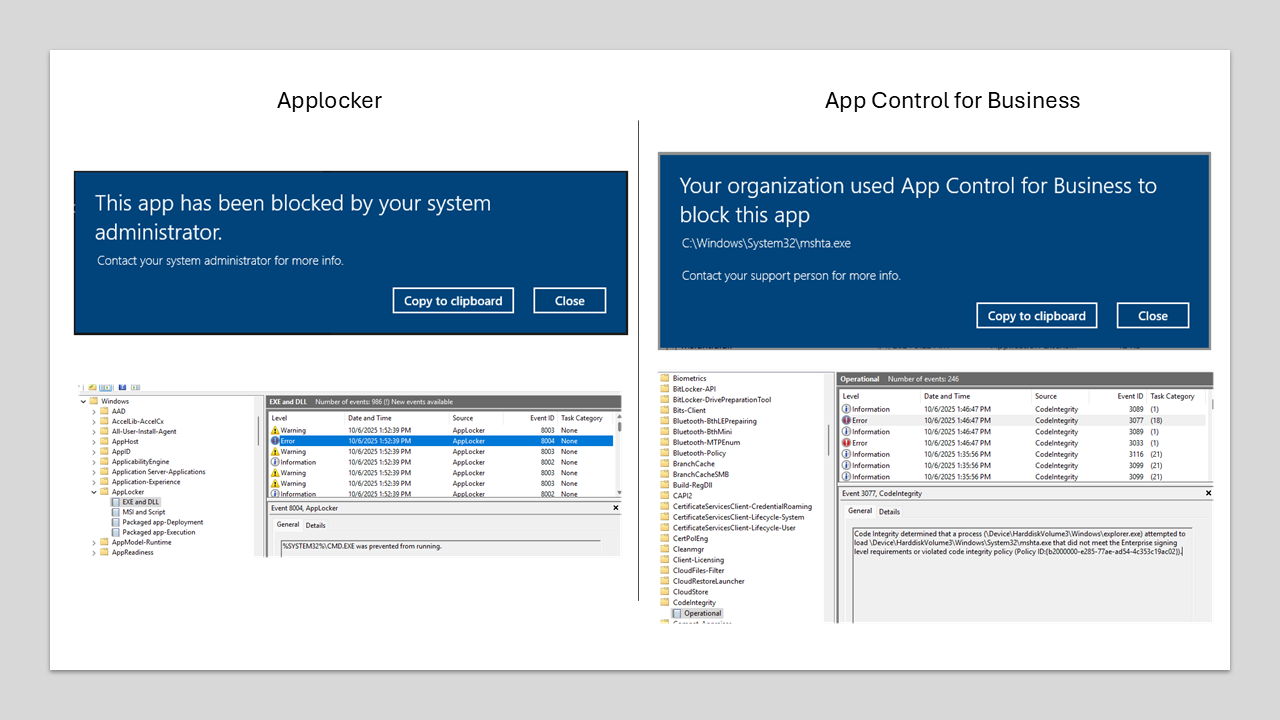 Applocker
This app has been blocked by your system
administrator.
Contact your system administrator for more info.
Copy to clipboard
Close
Windows
AAD
AccelLib-AccelCx
All-User-Install-Agent
AppHost
AppID
ApplicabilityEngine
Application Server-Applications
Application-Experience
AppLocker
EXE and DLL
MSI and Script
Packaged app-Deployment
Packaged app-Execution
AppModel-Runtime
AppReadiness
EXE and DLL Number of events: 986 (!) New events available
Level Date and Time Source Event ID Task Category
Warning 10/6/2025 1:52:39 PM AppLocker 8003 None
Error 10/6/2025 1:52:39 PM AppLocker 8004 None
Warning 10/6/2025 1:52:39 PM AppLocker 8003 None
Information 10/6/2025 1:52:39 PM AppLocker 8002 None
Warning 10/6/2025 1:52:39 PM AppLocker 8003 None
Warning 10/6/2025 1:52:39 PM AppLocker 8003 None
Information 10/6/2025 1:52:39 PM AppLocker 8002 None
Event 8004, AppLocker
General Details
%SYSTEM32%\CMD.EXE was prevented from running.
App Control for Business
Your organization used App Control for Business to
block this app
C:\Windows\System32\mshta.exe
Contact your support person for more info.
Copy to clipboard
Close
Biometrics
BitLocker-API
BitLocker-DrivePreparationTool
Bits-Client
Bluetooth-BthLEPrepairing
Bluetooth-BthMini
Bluetooth-MTPEnum
Bluetooth-Policy
BranchCache
BranchCacheSMB
Build-RegDll
CAPI2
CertificateServicesClient-CredentialRoaming
CertificateServicesClient-Lifecycle-System
CertificateServicesClient-Lifecycle-User
CertPolEng
Cleanmgr
Client-Licensing
CloudFiles-Filter
CloudRestoreLauncher
CloudStore
CodeIntegrity
Operational
Operational Number of events: 246
Level Date and Time Source Event ID Task Category
Information 10/6/2025 1:46:47 PM CodeIntegrity 3089 (1)
Error 10/6/2025 1:46:47 PM CodeIntegrity 3077 (18)
Information 10/6/2025 1:46:47 PM CodeIntegrity 3089 (1)
Error 10/6/2025 1:46:47 PM CodeIntegrity 3033 (1)
Information 10/6/2025 1:35:56 PM CodeIntegrity 3116 (21)
Information 10/6/2025 1:35:56 PM CodeIntegrity 3099 (21)
Information 10/6/2025 1:35:56 PM CodeIntegrity 3099 (21)
Event 3077, CodeIntegrity
General Details
Code Integrity determined that a process (\Device\HarddiskVolume3\Windows\explorer.exe) attempted to
load \Device\HarddiskVolume3\Windows\System32\mshta.exe that did not meet the Enterprise signing
level requirements or violated code integrity policy (Policy ID:{b2000000-e285-77ae-ad54-4c353c19ac02}).